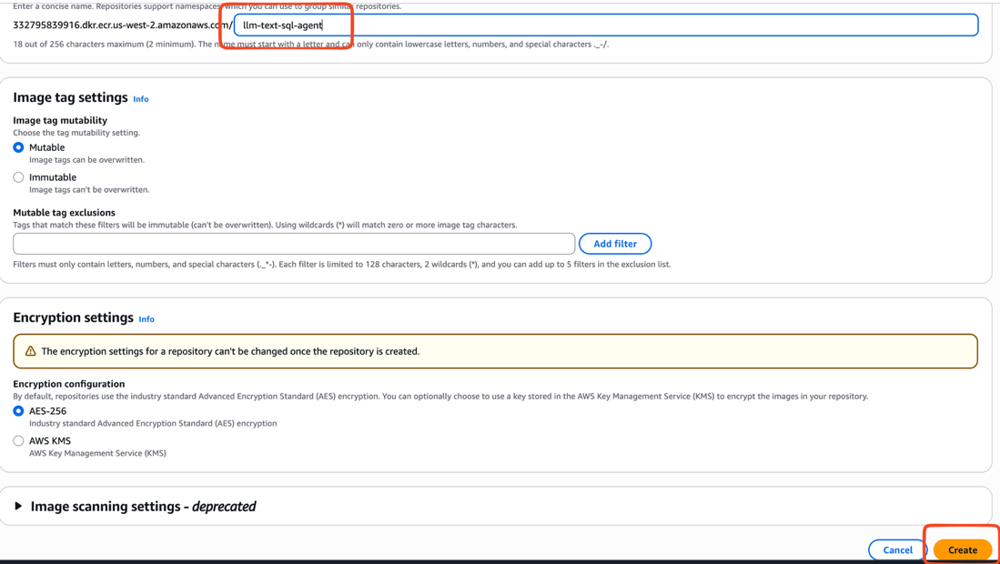 Enter a concise name. Repositories support namespaces, which you can use to group similar repositories.
332795839916.dkr.ecr.us-west-2.amazonaws.com/ llm-text-sql-agent
18 out of 256 characters maximum (2 minimum). The name must start with a letter and can only contain lowercase letters, numbers, and special characters ._-/.
Image tag settings Info
Image tag mutability
Choose the tag mutability setting.
Mutable
Image tags can be overwritten.
Immutable
Image tags can't be overwritten.
Mutable tag exclusions
Tags that match these filters will be immutable (can't be overwritten). Using wildcards (*) will match zero or more image tag characters.
Add filter
Filters must only contain letters, numbers, and special characters (._*-). Each filter is limited to 128 characters, 2 wildcards (*), and you can add up to 5 filters in the exclusion list.
Encryption settings Info
The encryption settings for a repository can't be changed once the repository is created.
Encryption configuration
By default, repositories use the industry standard Advanced Encryption Standard (AES) encryption. You can optionally choose to use a key stored in the AWS Key Management Service (KMS) to encrypt the images in your repository.
AES-256
Industry standard Advanced Encryption Standard (AES) encryption
AWS KMS
AWS Key Management Service (KMS)
Image scanning settings - deprecated
Cancel Create